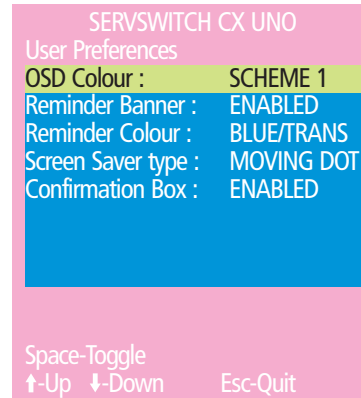 SERVSWITCH CX UNO
User Preferences
OSD Colour : SCHEME 1
Reminder Banner : ENABLED
Reminder Colour : BLUE/TRANS
Screen Saver type : MOVING DOT
Confirmation Box : ENABLED
Space-Toggle
↑-Up ↓-Down Esc-Quit